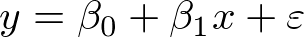 y = β₀ + β₁x + ε